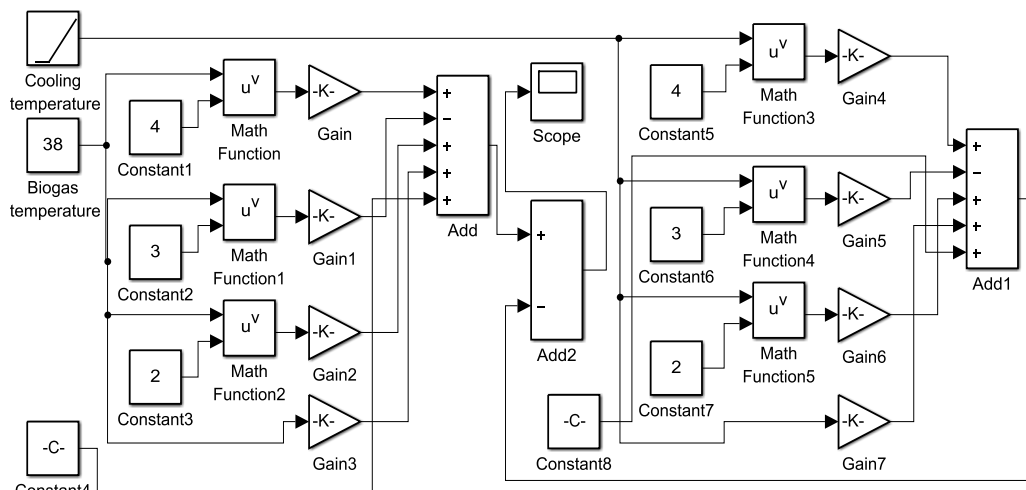 Cooling
temperature
38
Biogas
temperature
4
Constant1
u^v
Math
Function
-K-
Gain
3
Constant2
u^v
Math
Function1
-K-
Gain1
2
Constant3
u^v
Math
Function2
-K-
Gain2
-K-
Gain3
-C-
Constant4
+
−
+
+
+
Add
Scope
+
−
Add2
4
Constant5
u^v
Math
Function3
-K-
Gain4
3
Constant6
u^v
Math
Function4
-K-
Gain5
2
Constant7
u^v
Math
Function5
-K-
Gain6
-C-
Constant8
-K-
Gain7
+
−
+
+
+
Add1